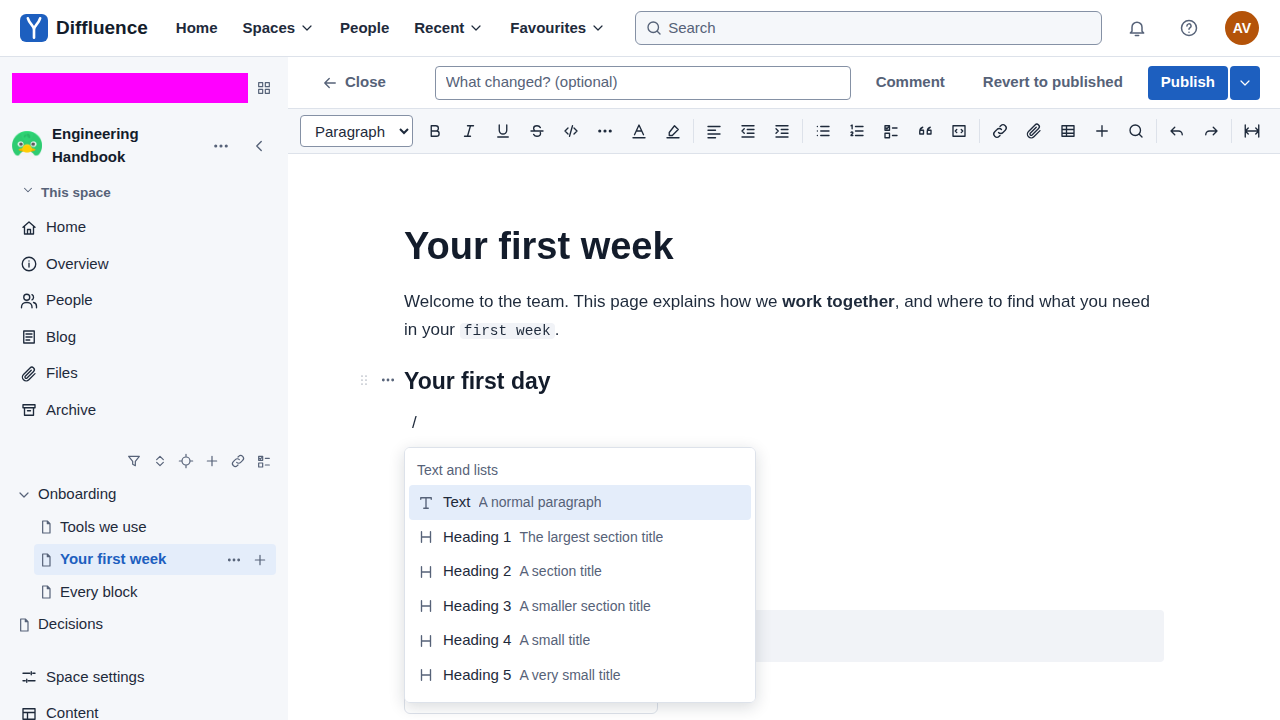 Diffluence
Home
Spaces
People
Recent
Favourites
Search
AV
Close
What changed? (optional)
Comment
Revert to published
Publish
Paragraph
Engineering
Handbook
This space
Home
Overview
People
Blog
Files
Archive
Onboarding
Tools we use
Your first week
Every block
Decisions
Space settings
Content
Your first week
Welcome to the team. This page explains how we work together, and where to find what you need
in your first week.
Your first day
/
Text and lists
Text A normal paragraph
Heading 1 The largest section title
Heading 2 A section title
Heading 3 A smaller section title
Heading 4 A small title
Heading 5 A very small title